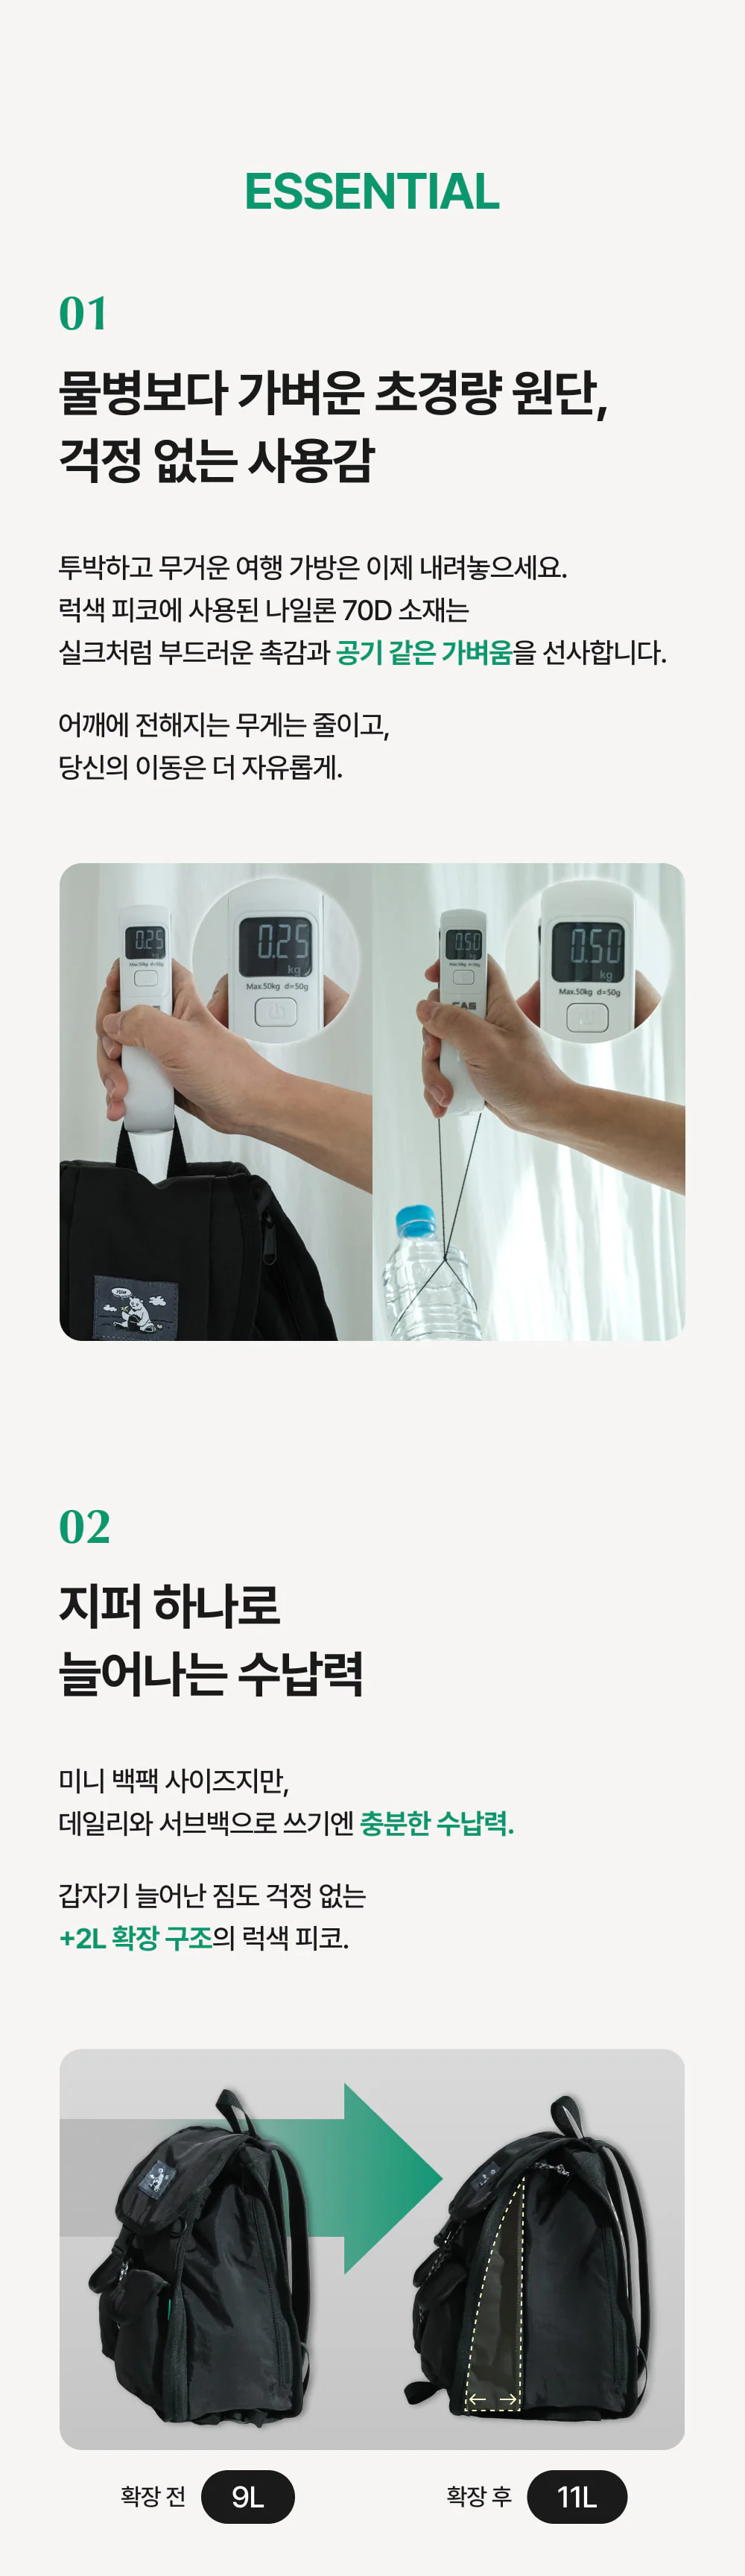 ESSENTIAL
01
물병보다 가벼운 초경량 원단,
걱정 없는 사용감
투박하고 무거운 여행 가방은 이제 내려놓으세요.
럭색 피코에 사용된 나일론 70D 소재는
실크처럼 부드러운 촉감과 공기 같은 가벼움을 선사합니다.
어깨에 전해지는 무게는 줄이고,
당신의 이동은 더 자유롭게.
0.25
Max.50kg d=50g
0.25
kg
Max.50kg d=50g
0.50
Max.50kg d=50g
CAS
0.50
kg
Max.50kg d=50g
02
지퍼 하나로
늘어나는 수납력
미니 백팩 사이즈지만,
데일리와 서브백으로 쓰기엔 충분한 수납력.
갑자기 늘어난 짐도 걱정 없는
+2L 확장 구조의 럭색 피코.
확장 전 9L
확장 후 11L